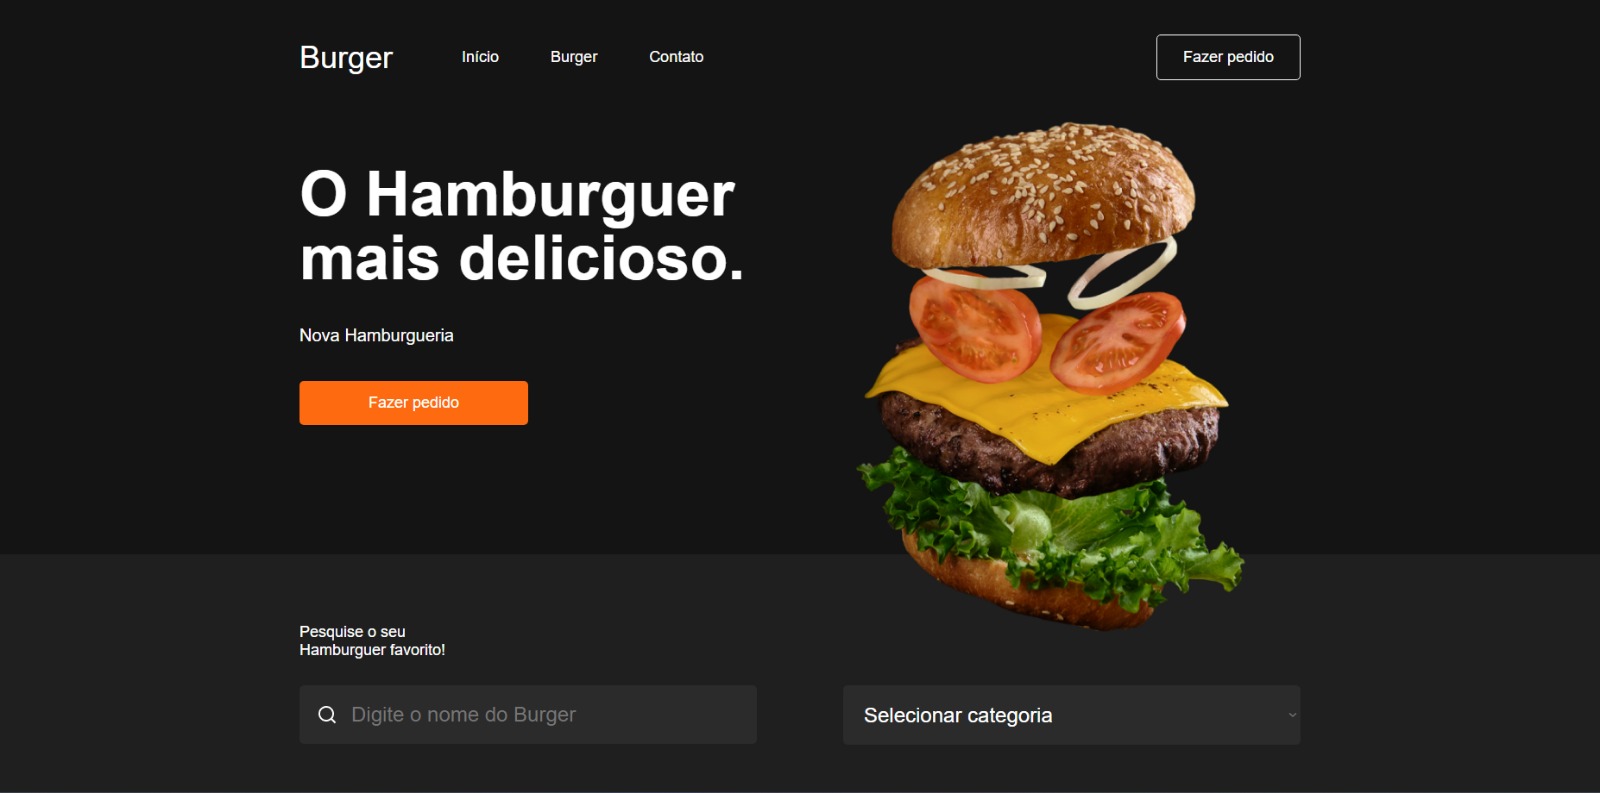 Burger
Início
Burger
Contato
Fazer pedido
O Hamburguer
mais delicioso.
Nova Hamburgueria
Fazer pedido
Pesquise o seu
Hamburguer favorito!
Digite o nome do Burger
Selecionar categoria